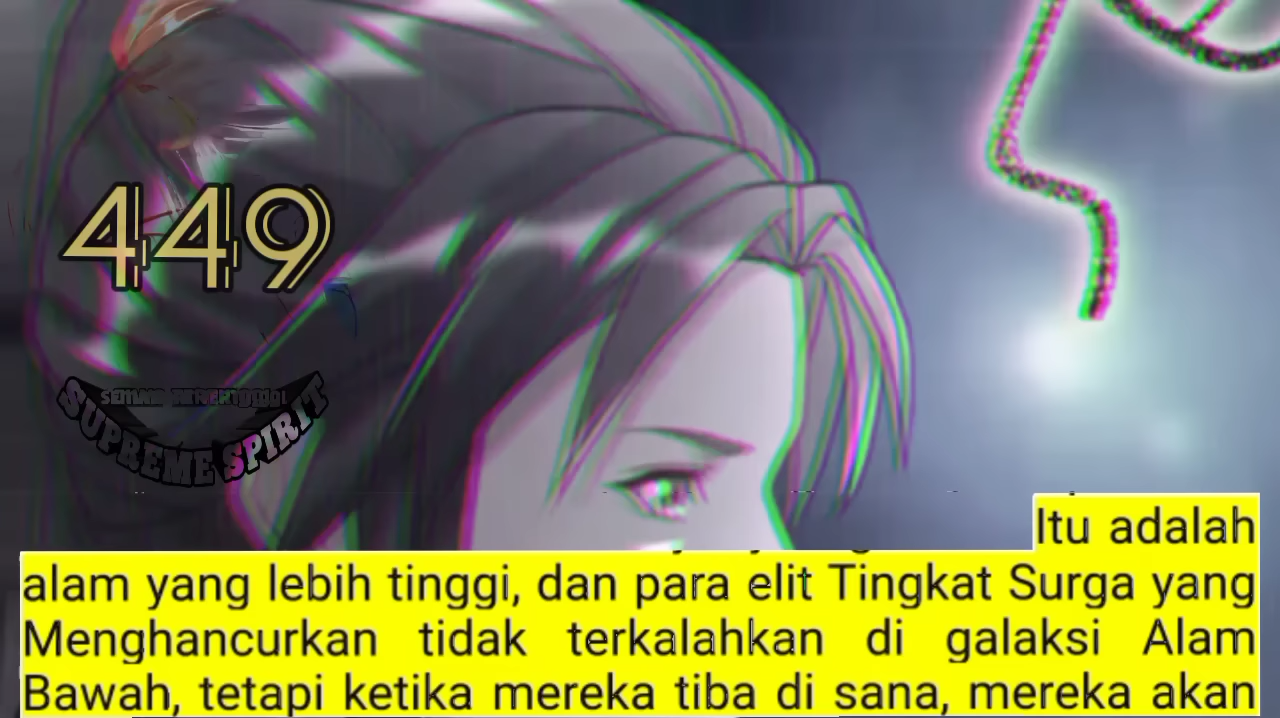 449
SUPREME SPIRIT
Itu adalah
alam yang lebih tinggi, dan para elit Tingkat Surga yang
Menghancurkan tidak terkalahkan di galaksi Alam
Bawah, tetapi ketika mereka tiba di sana, mereka akan